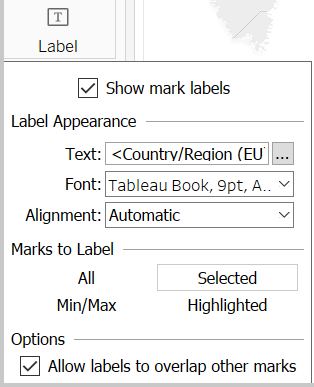 T
Label
Show mark labels
Label Appearance
Text: <Country/Region (EU ...
Font: Tableau Book, 9pt, A..
Alignment: Automatic
Marks to Label
All Selected
Min/Max Highlighted
Options
Allow labels to overlap other marks